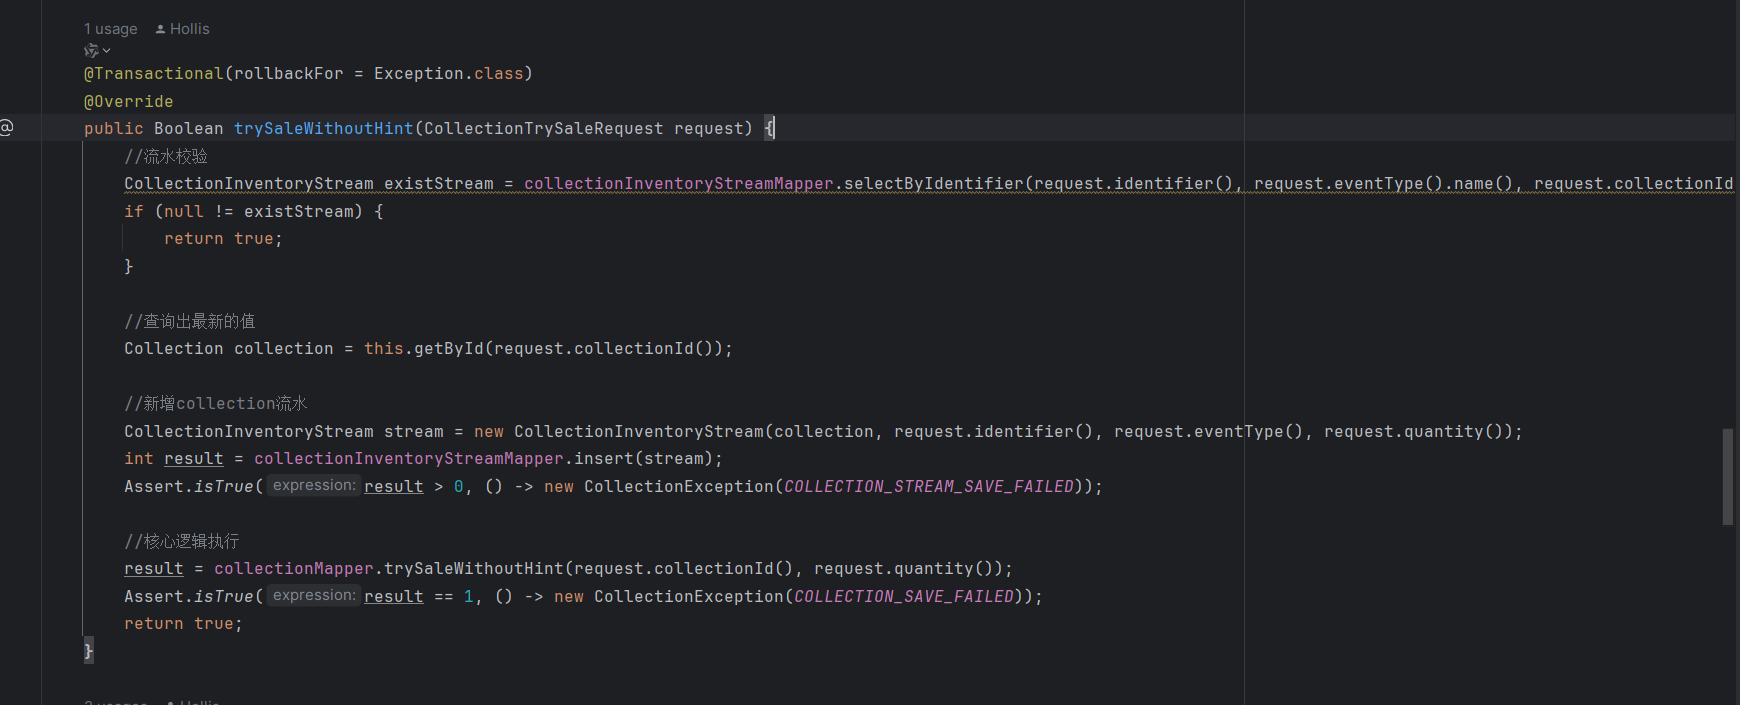 1 usage Hollis
@Transactional(rollbackFor = Exception.class)
@Override
public Boolean trySaleWithoutHint(CollectionTrySaleRequest request) {
//流水校验
CollectionInventoryStream existStream = collectionInventoryStreamMapper.selectByIdentifier(request.identifier(), request.eventType().name(), request.collectionId
if (null != existStream) {
return true;
}
//查询出最新的值
Collection collection = this.getById(request.collectionId());
//新增collection流水
CollectionInventoryStream stream = new CollectionInventoryStream(collection, request.identifier(), request.eventType(), request.quantity());
int result = collectionInventoryStreamMapper.insert(stream);
Assert.isTrue( expression: result > 0, () -> new CollectionException(COLLECTION_STREAM_SAVE_FAILED));
//核心逻辑执行
result = collectionMapper.trySaleWithoutHint(request.collectionId(), request.quantity());
Assert.isTrue( expression: result == 1, () -> new CollectionException(COLLECTION_SAVE_FAILED));
return true;
}